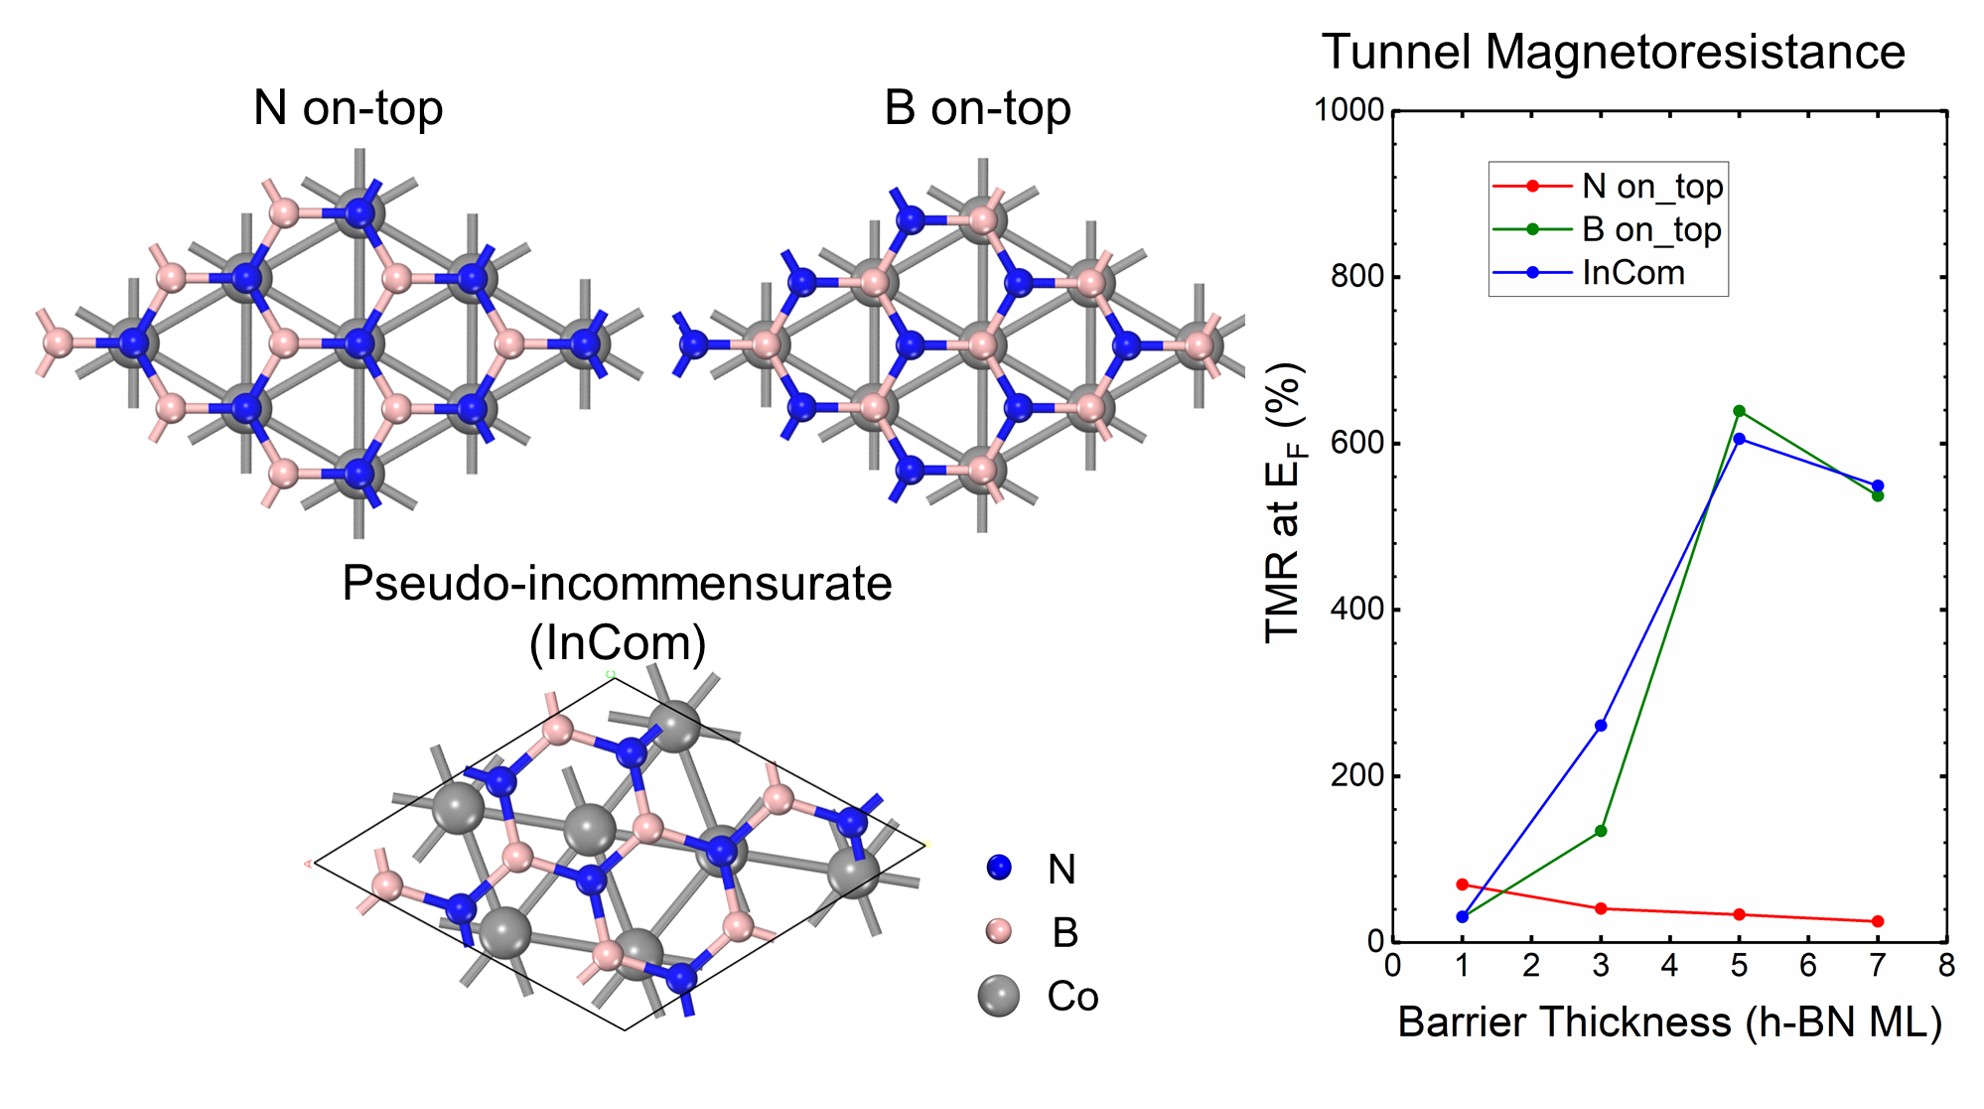 N on-top
B on-top
Pseudo-incommensurate
(InCom)
N
B
Co
Tunnel Magnetoresistance
1000
800
600
400
200
0
N on_top
B on_top
InCom
TMR at E_F (%)
0 1 2 3 4 5 6 7 8
Barrier Thickness (h-BN ML)